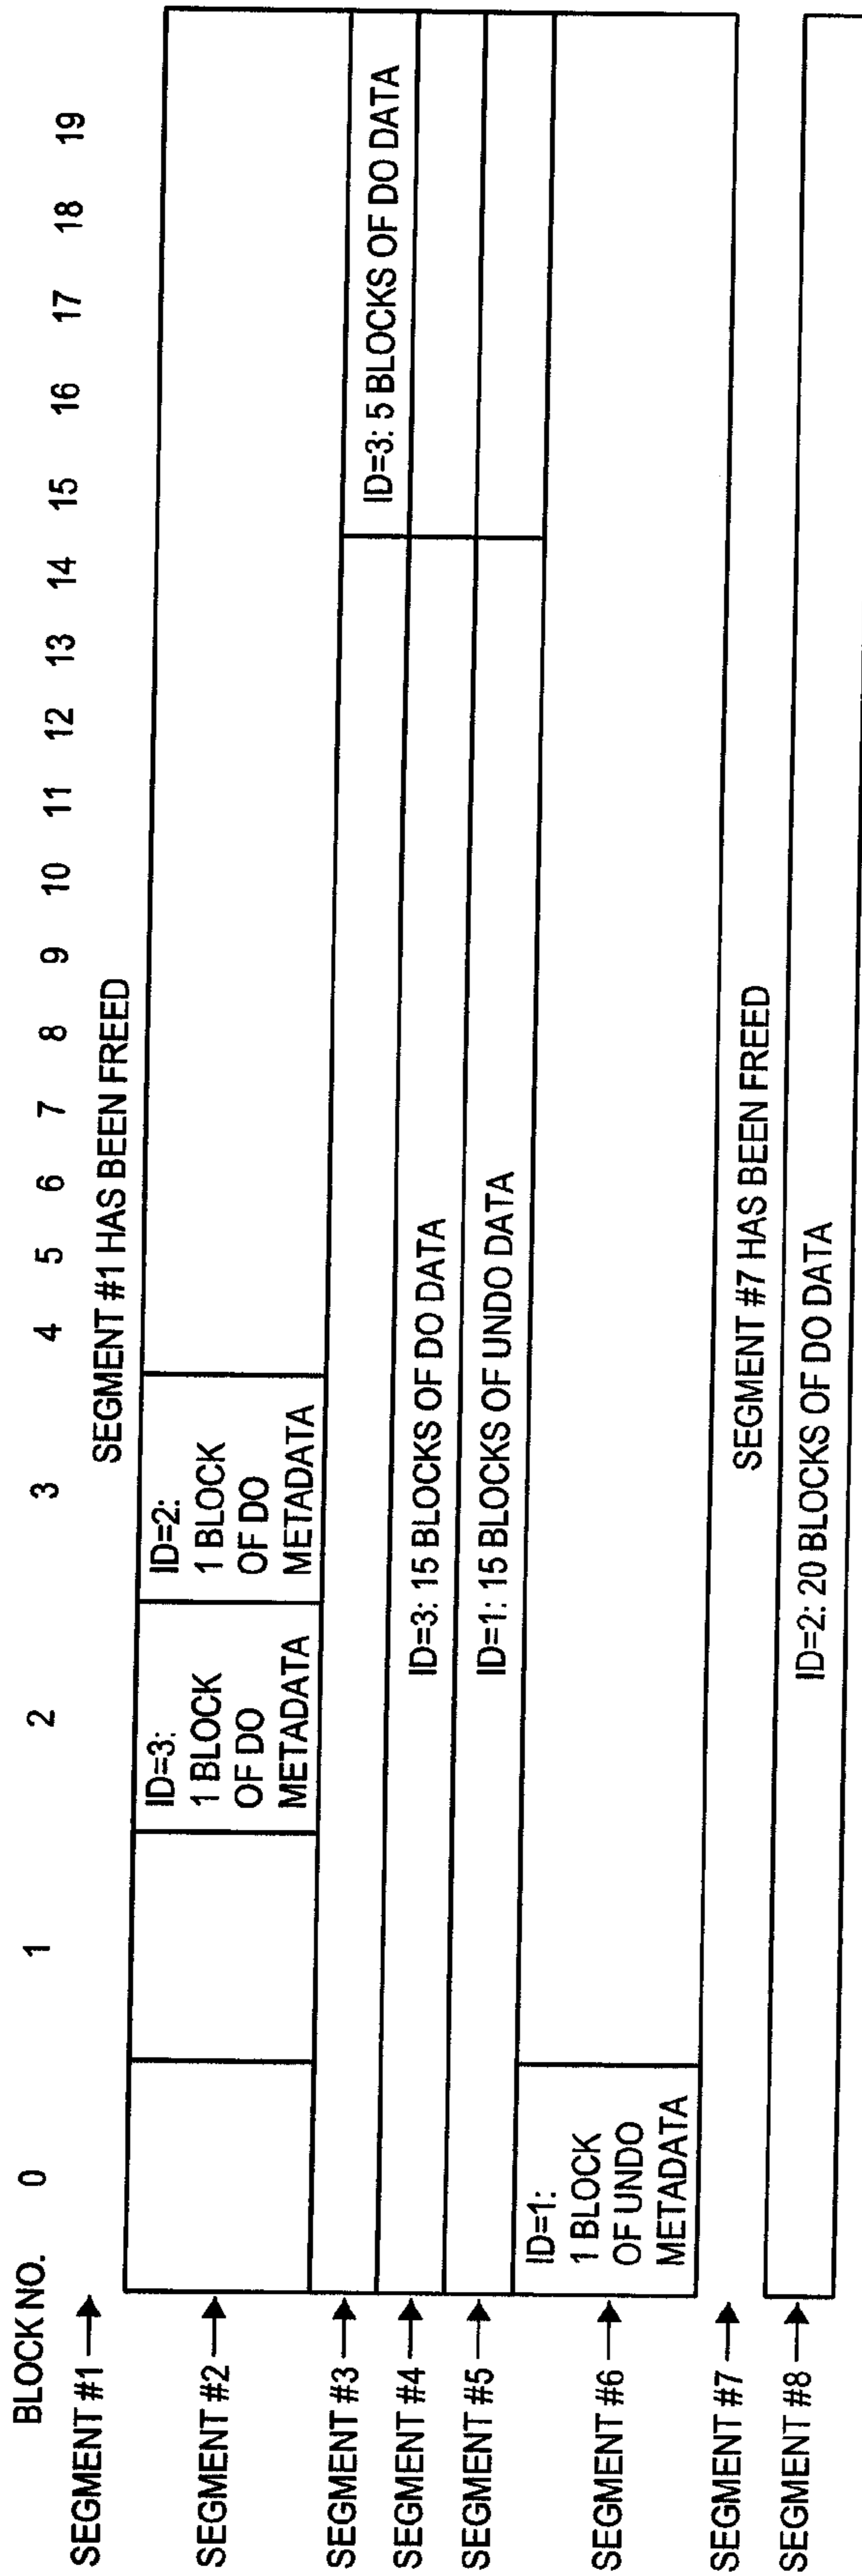 BLOCK NO. 0 1 2 3 4 5 6 7 8 9 10 11 12 13 14 15 16 17 18 19
SEGMENT #1
SEGMENT #1 HAS BEEN FREED
SEGMENT #2
ID=3:
1 BLOCK
OF DO
METADATA
ID=2:
1 BLOCK
OF DO
METADATA
SEGMENT #3
ID=3: 5 BLOCKS OF DO DATA
SEGMENT #4
ID=3: 15 BLOCKS OF DO DATA
SEGMENT #5
ID=1: 15 BLOCKS OF UNDO DATA
SEGMENT #6
ID=1:
1 BLOCK
OF UNDO
METADATA
SEGMENT #7
SEGMENT #7 HAS BEEN FREED
SEGMENT #8
ID=2: 20 BLOCKS OF DO DATA